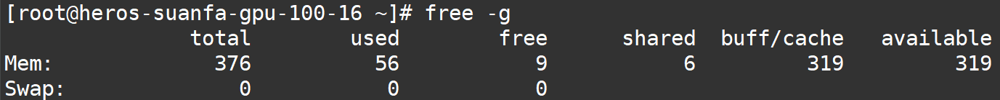 [root@heros-suanfa-gpu-100-16 ~]# free -g
              total        used        free      shared  buff/cache   available
Mem:            376          56           9           6         319         319
Swap:             0           0           0